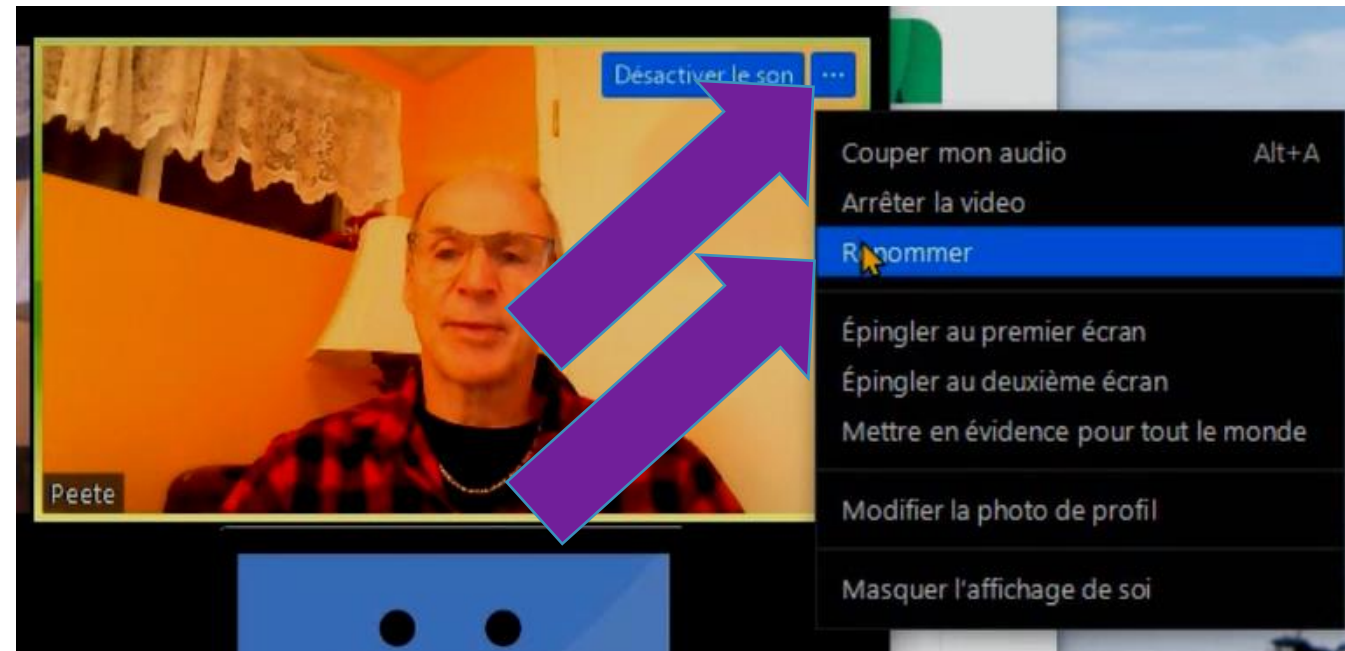 Désactiver le son ...
Couper mon audio Alt+A
Arrêter la video
Renommer
Épingler au premier écran
Épingler au deuxième écran
Mettre en évidence pour tout le monde
Modifier la photo de profil
Masquer l'affichage de soi
Peete